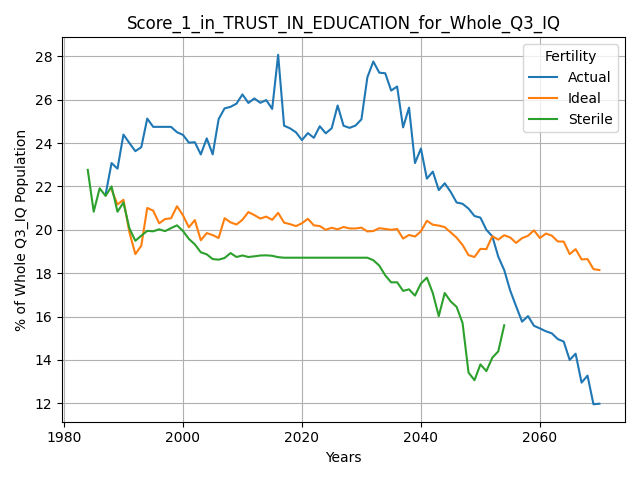 Score_1_in_TRUST_IN_EDUCATION_for_Whole_Q3_IQ
% of Whole Q3_IQ Population
28
26
24
22
20
18
16
14
12
Fertility
Actual
Ideal
Sterile
1980 2000 2020 2040 2060
Years